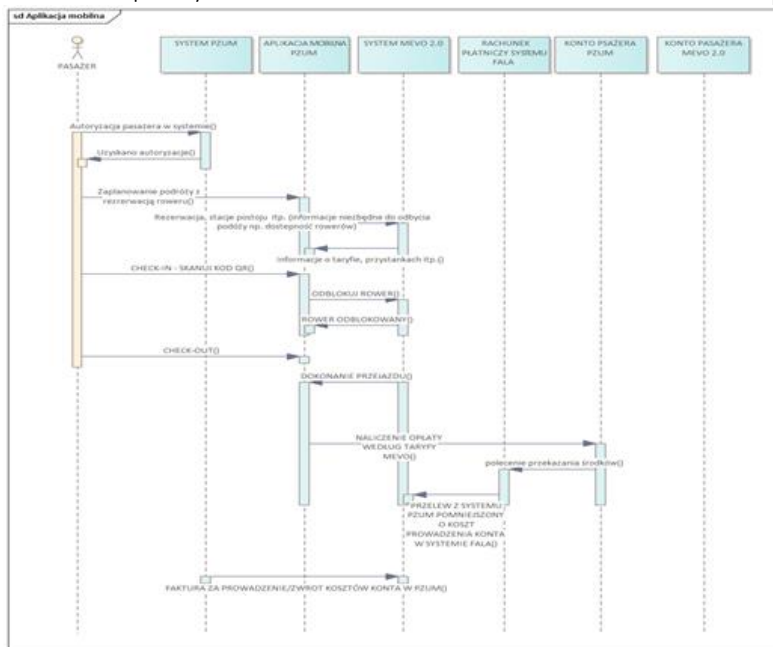 sd Aplikacja mobilna
PASAŻER
SYSTEM PZUM
APLIKACJA MOBILNA
PZUM
SYSTEM MEVO 2.0
RACHUNEK
PŁATNICZY SYSTEMU
FALA
KONTO PSAŻERA
PZUM
KONTO PASAŻERA
MEVO 2.0
Autoryzacja pasażera w systemie()
Uzyskano autoryzacje()
Zaplanowanie podróży z
rezrerwacją roweru()
Rezerwacja, stacje postoju itp. (informacje niezbędne do odbycia
podóży np. dostepność rowerów)
Informacje o taryfie, przystankach itp.()
CHECK-IN - SKANUJ KOD QR()
ODBLOKUJ ROWER()
ROWER ODBLOKOWANY()
CHECK-OUT()
DOKONANIE PRZEJAZDU()
NALICZENIE OPŁATY
WEDŁUG TARYFY
MEVO()
polecenie przekazania środków()
PRZELEW Z SYSTEMU
PZUM POMNIEJSZONY
O KOSZT
PROWADZENIA KONTA
W SYSTEMIE FALA()
FAKTURA ZA PROWADZENIE/ZWROT KOSZTÓW KONTA W PZUM()